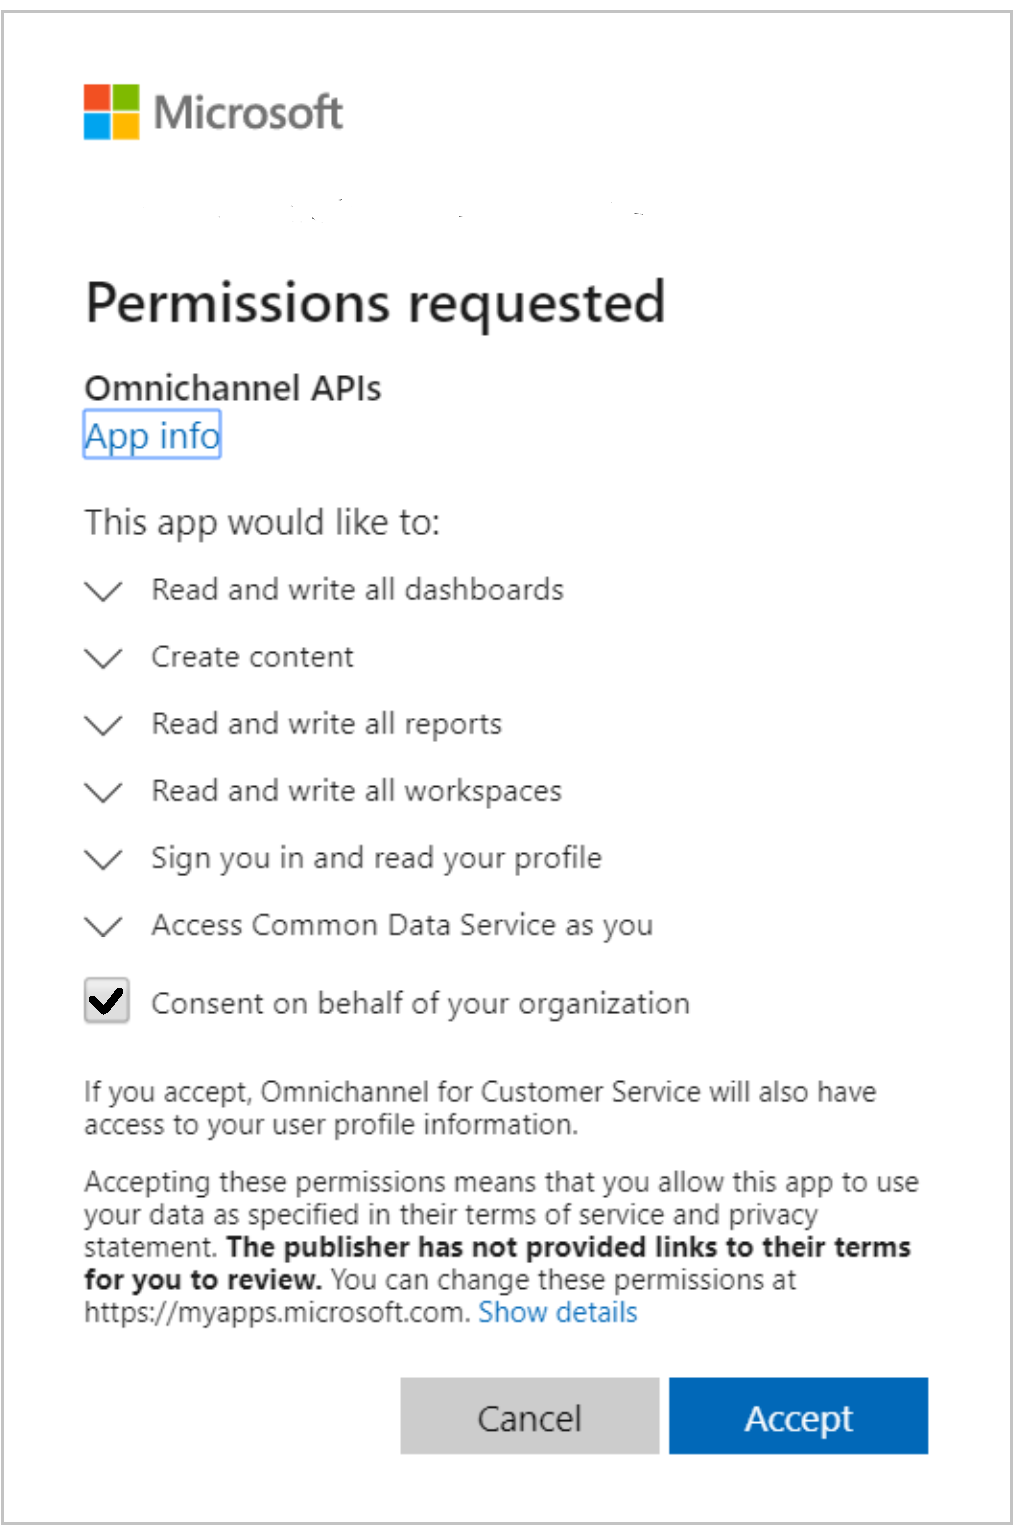 Microsoft
Permissions requested
Omnichannel APIs
App info
This app would like to:
Read and write all dashboards
Create content
Read and write all reports
Read and write all workspaces
Sign you in and read your profile
Access Common Data Service as you
Consent on behalf of your organization
If you accept, Omnichannel for Customer Service will also have
access to your user profile information.
Accepting these permissions means that you allow this app to use
your data as specified in their terms of service and privacy
statement. The publisher has not provided links to their terms
for you to review. You can change these permissions at
https://myapps.microsoft.com. Show details
Cancel
Accept